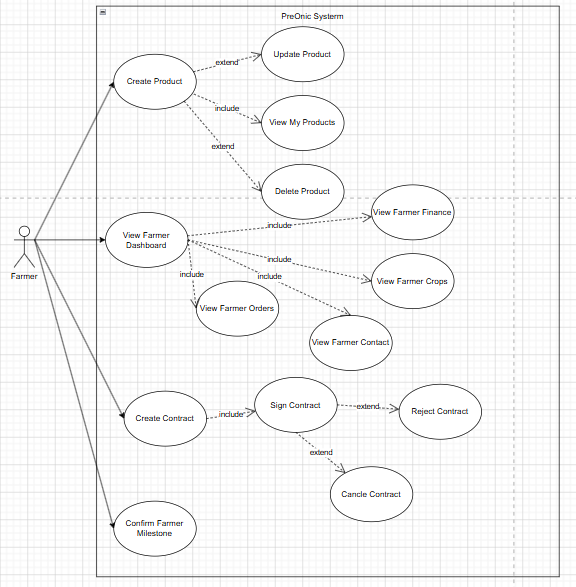 PreOnic Systerm
Update Product
extend
Create Product
include
View My Products
extend
Delete Product
View Farmer Finance
include
View Farmer
Dashboard
include
include
include
View Farmer Crops
View Farmer Orders
View Farmer Contact
Farmer
Sign Contract
extend
Reject Contract
Create Contract
include
extend
Cancle Contract
Confirm Farmer
Milestone